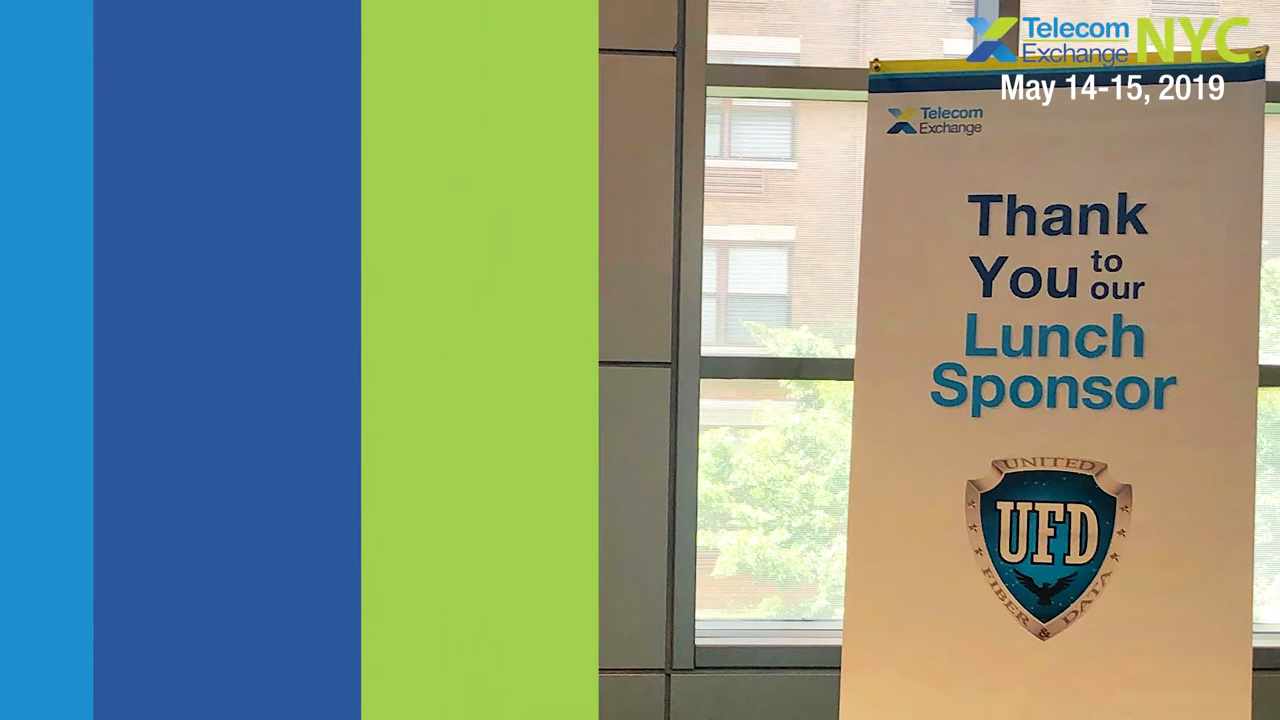 Telecom
Exchange NYC
May 14-15, 2019
Telecom
Exchange
Thank
You to our
Lunch
Sponsor
UNITED
UFD
FIBER & DATA